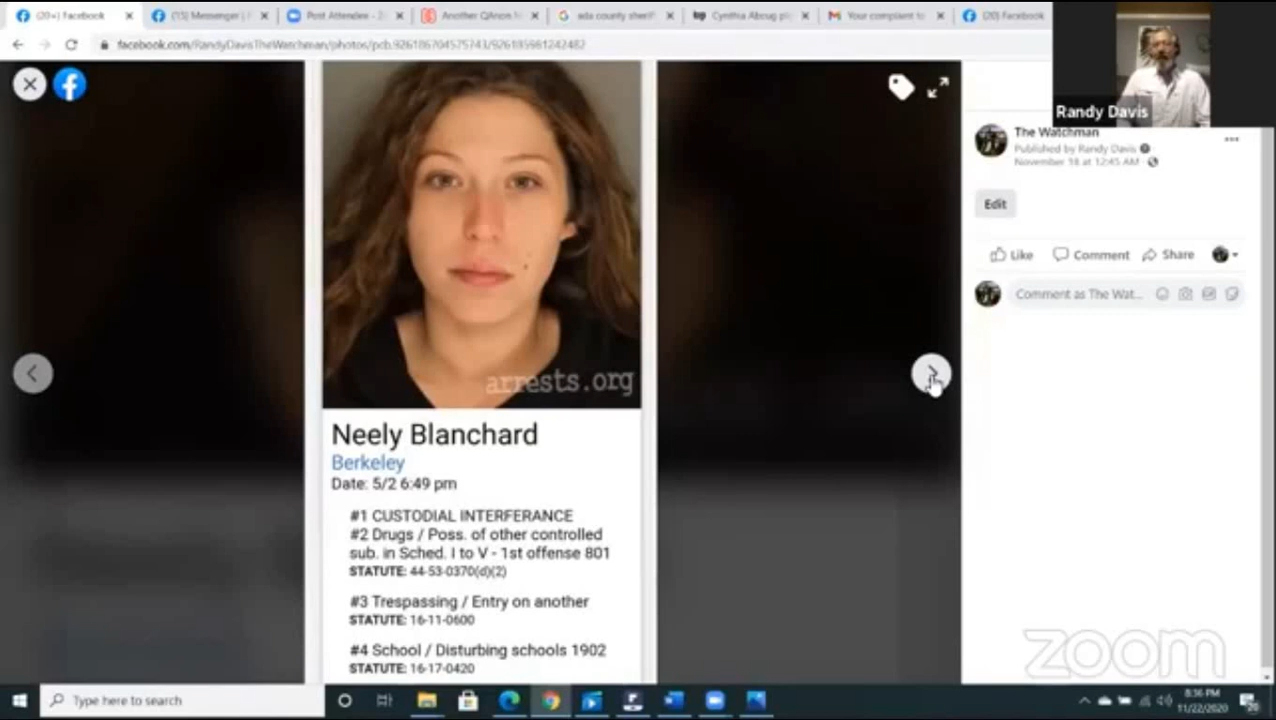 (20+) Facebook
(15) Messenger |
Post Attendee - Z
Another QAnon
ada county sheriff
Cynthia Abcug
Your complaint to
(20) Facebook
facebook.com/RandyDavisTheWatchman/photos/pcb.926186704575743/926185981242482
Randy Davis
The Watchman
Published by Randy Davis
November 18 at 12:45 AM
Edit
Like Comment Share
Comment as The Wat...
arrests.org
Neely Blanchard
Berkeley
Date: 5/2 6:49 pm
#1 CUSTODIAL INTERFERANCE
#2 Drugs / Poss. of other controlled
sub. in Sched. I to V - 1st offense 801
STATUTE: 44-53-0370(d)(2)
#3 Trespassing / Entry on another
STATUTE: 16-11-0600
#4 School / Disturbing schools 1902
STATUTE: 16-17-0420
zoom
Type here to search
8:36 PM
11/22/2020